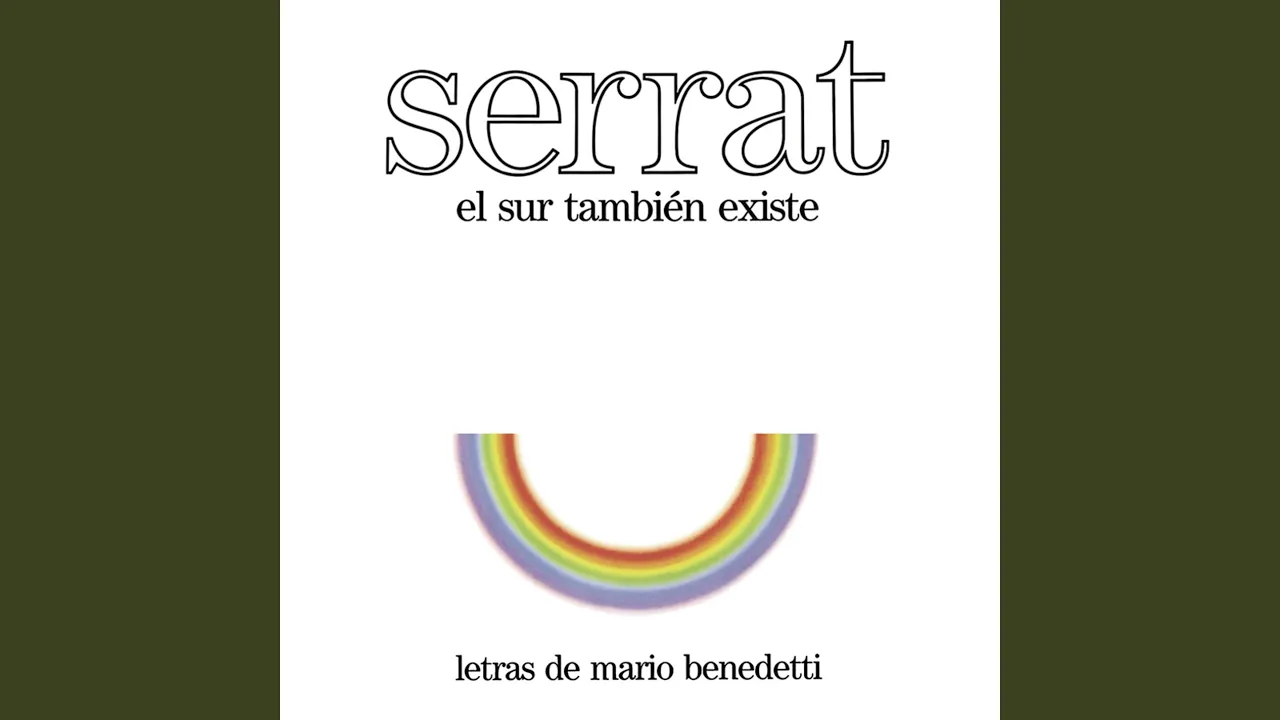 serrat
el sur también existe
letras de mario benedetti